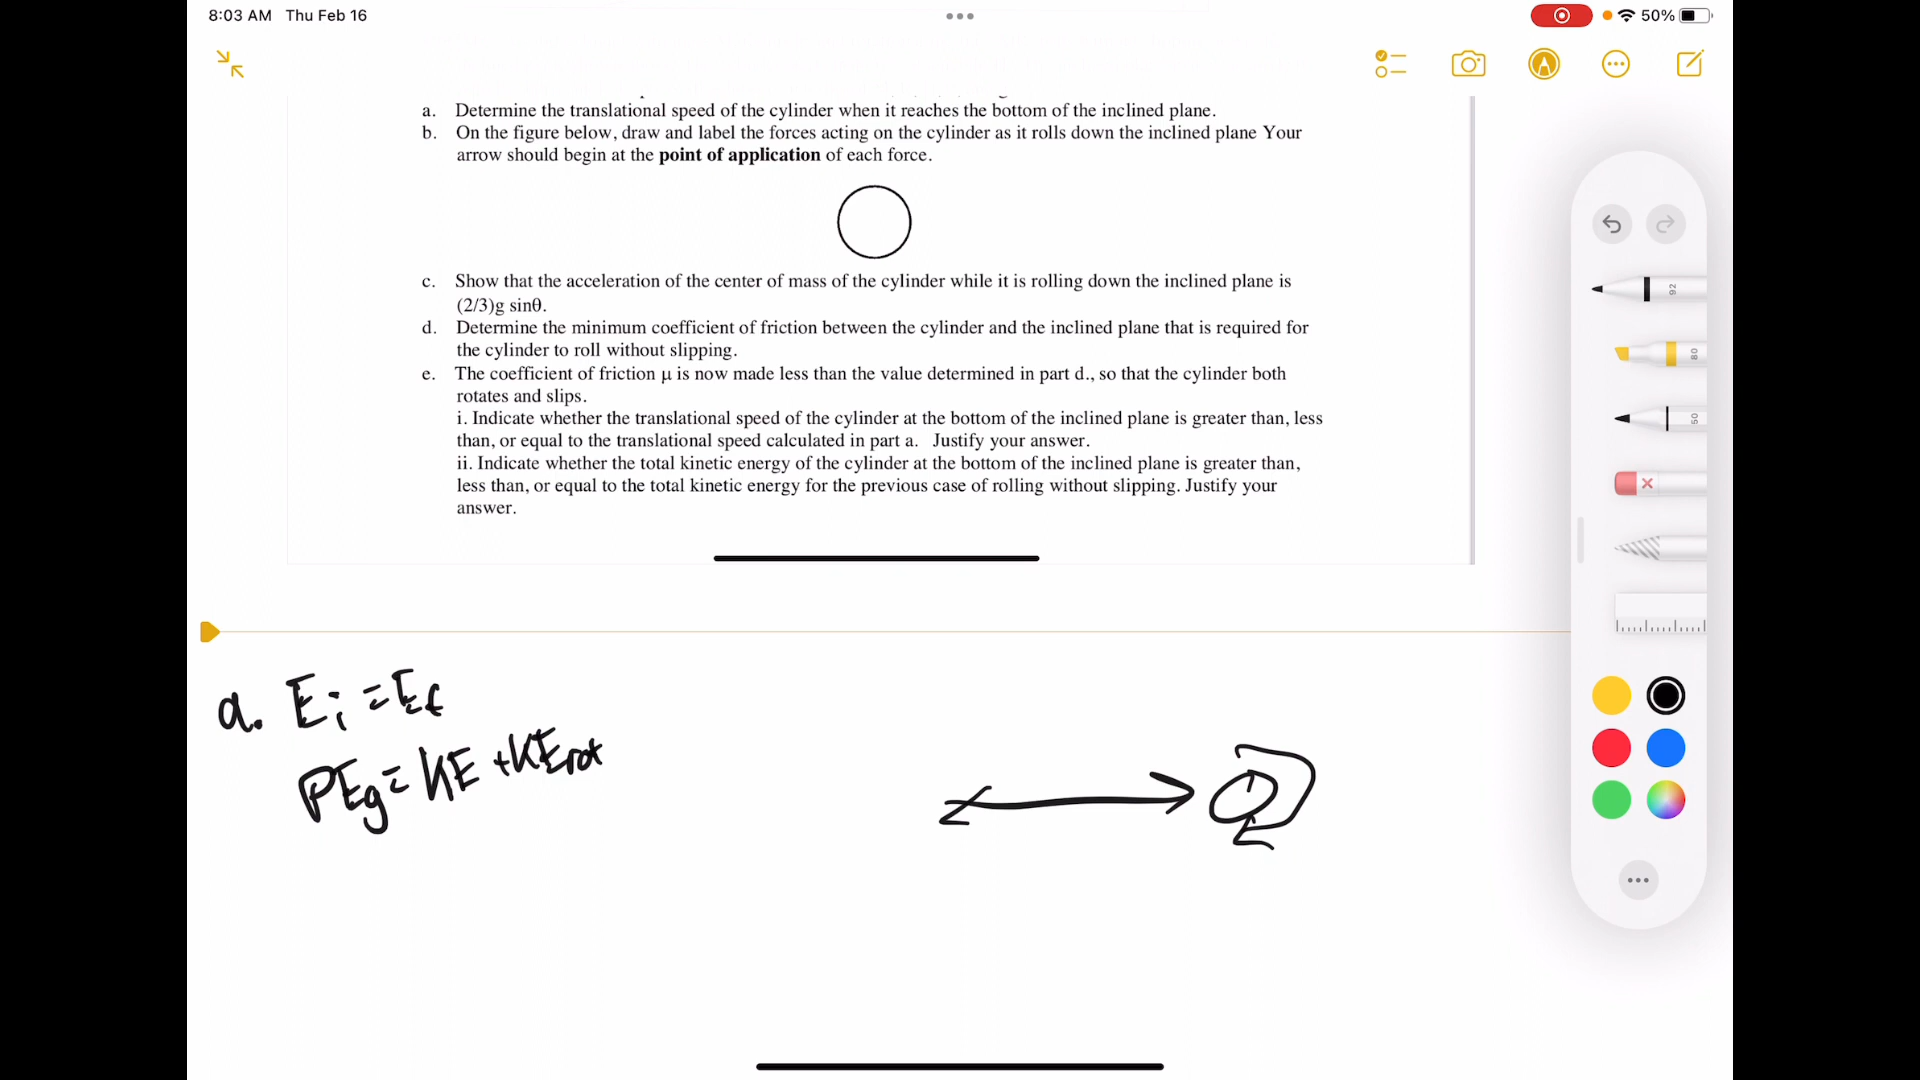 8:03 AM Thu Feb 16
50%
a. Determine the translational speed of the cylinder when it reaches the bottom of the inclined plane.
b. On the figure below, draw and label the forces acting on the cylinder as it rolls down the inclined plane Your
arrow should begin at the point of application of each force.
c. Show that the acceleration of the center of mass of the cylinder while it is rolling down the inclined plane is
(2/3)g sinθ.
d. Determine the minimum coefficient of friction between the cylinder and the inclined plane that is required for
the cylinder to roll without slipping.
e. The coefficient of friction μ is now made less than the value determined in part d., so that the cylinder both
rotates and slips.
i. Indicate whether the translational speed of the cylinder at the bottom of the inclined plane is greater than, less
than, or equal to the translational speed calculated in part a. Justify your answer.
ii. Indicate whether the total kinetic energy of the cylinder at the bottom of the inclined plane is greater than,
less than, or equal to the total kinetic energy for the previous case of rolling without slipping. Justify your
answer.
92
80
50
a. Ei = Ef
PEg = KE + KErot